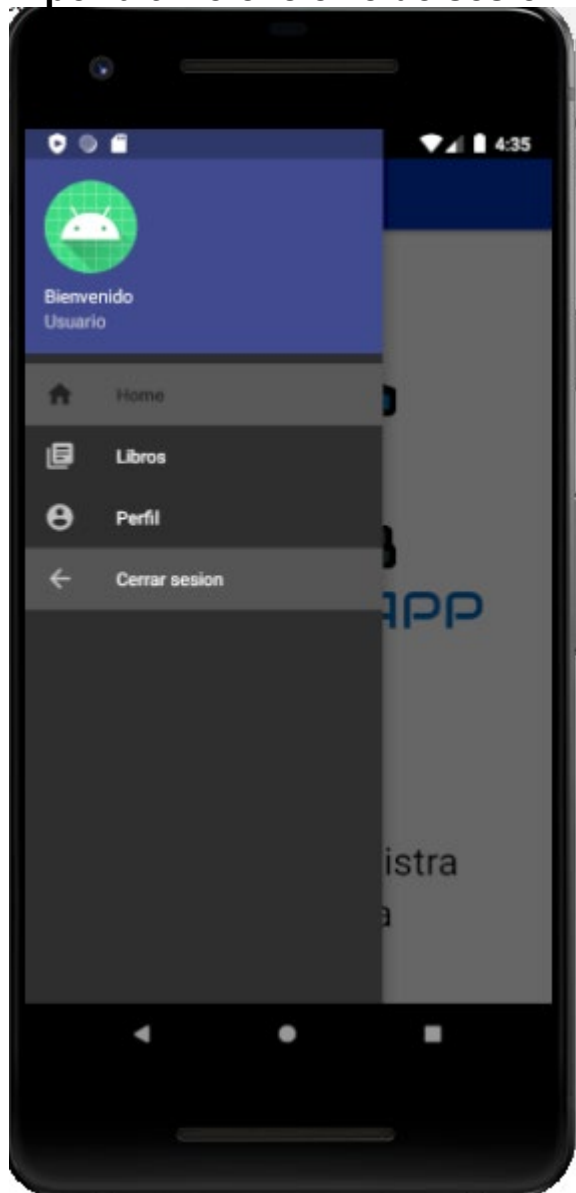 4:35
Bienvenido
Usuario
Home
Libros
Perfil
Cerrar sesion
APP
istra
a